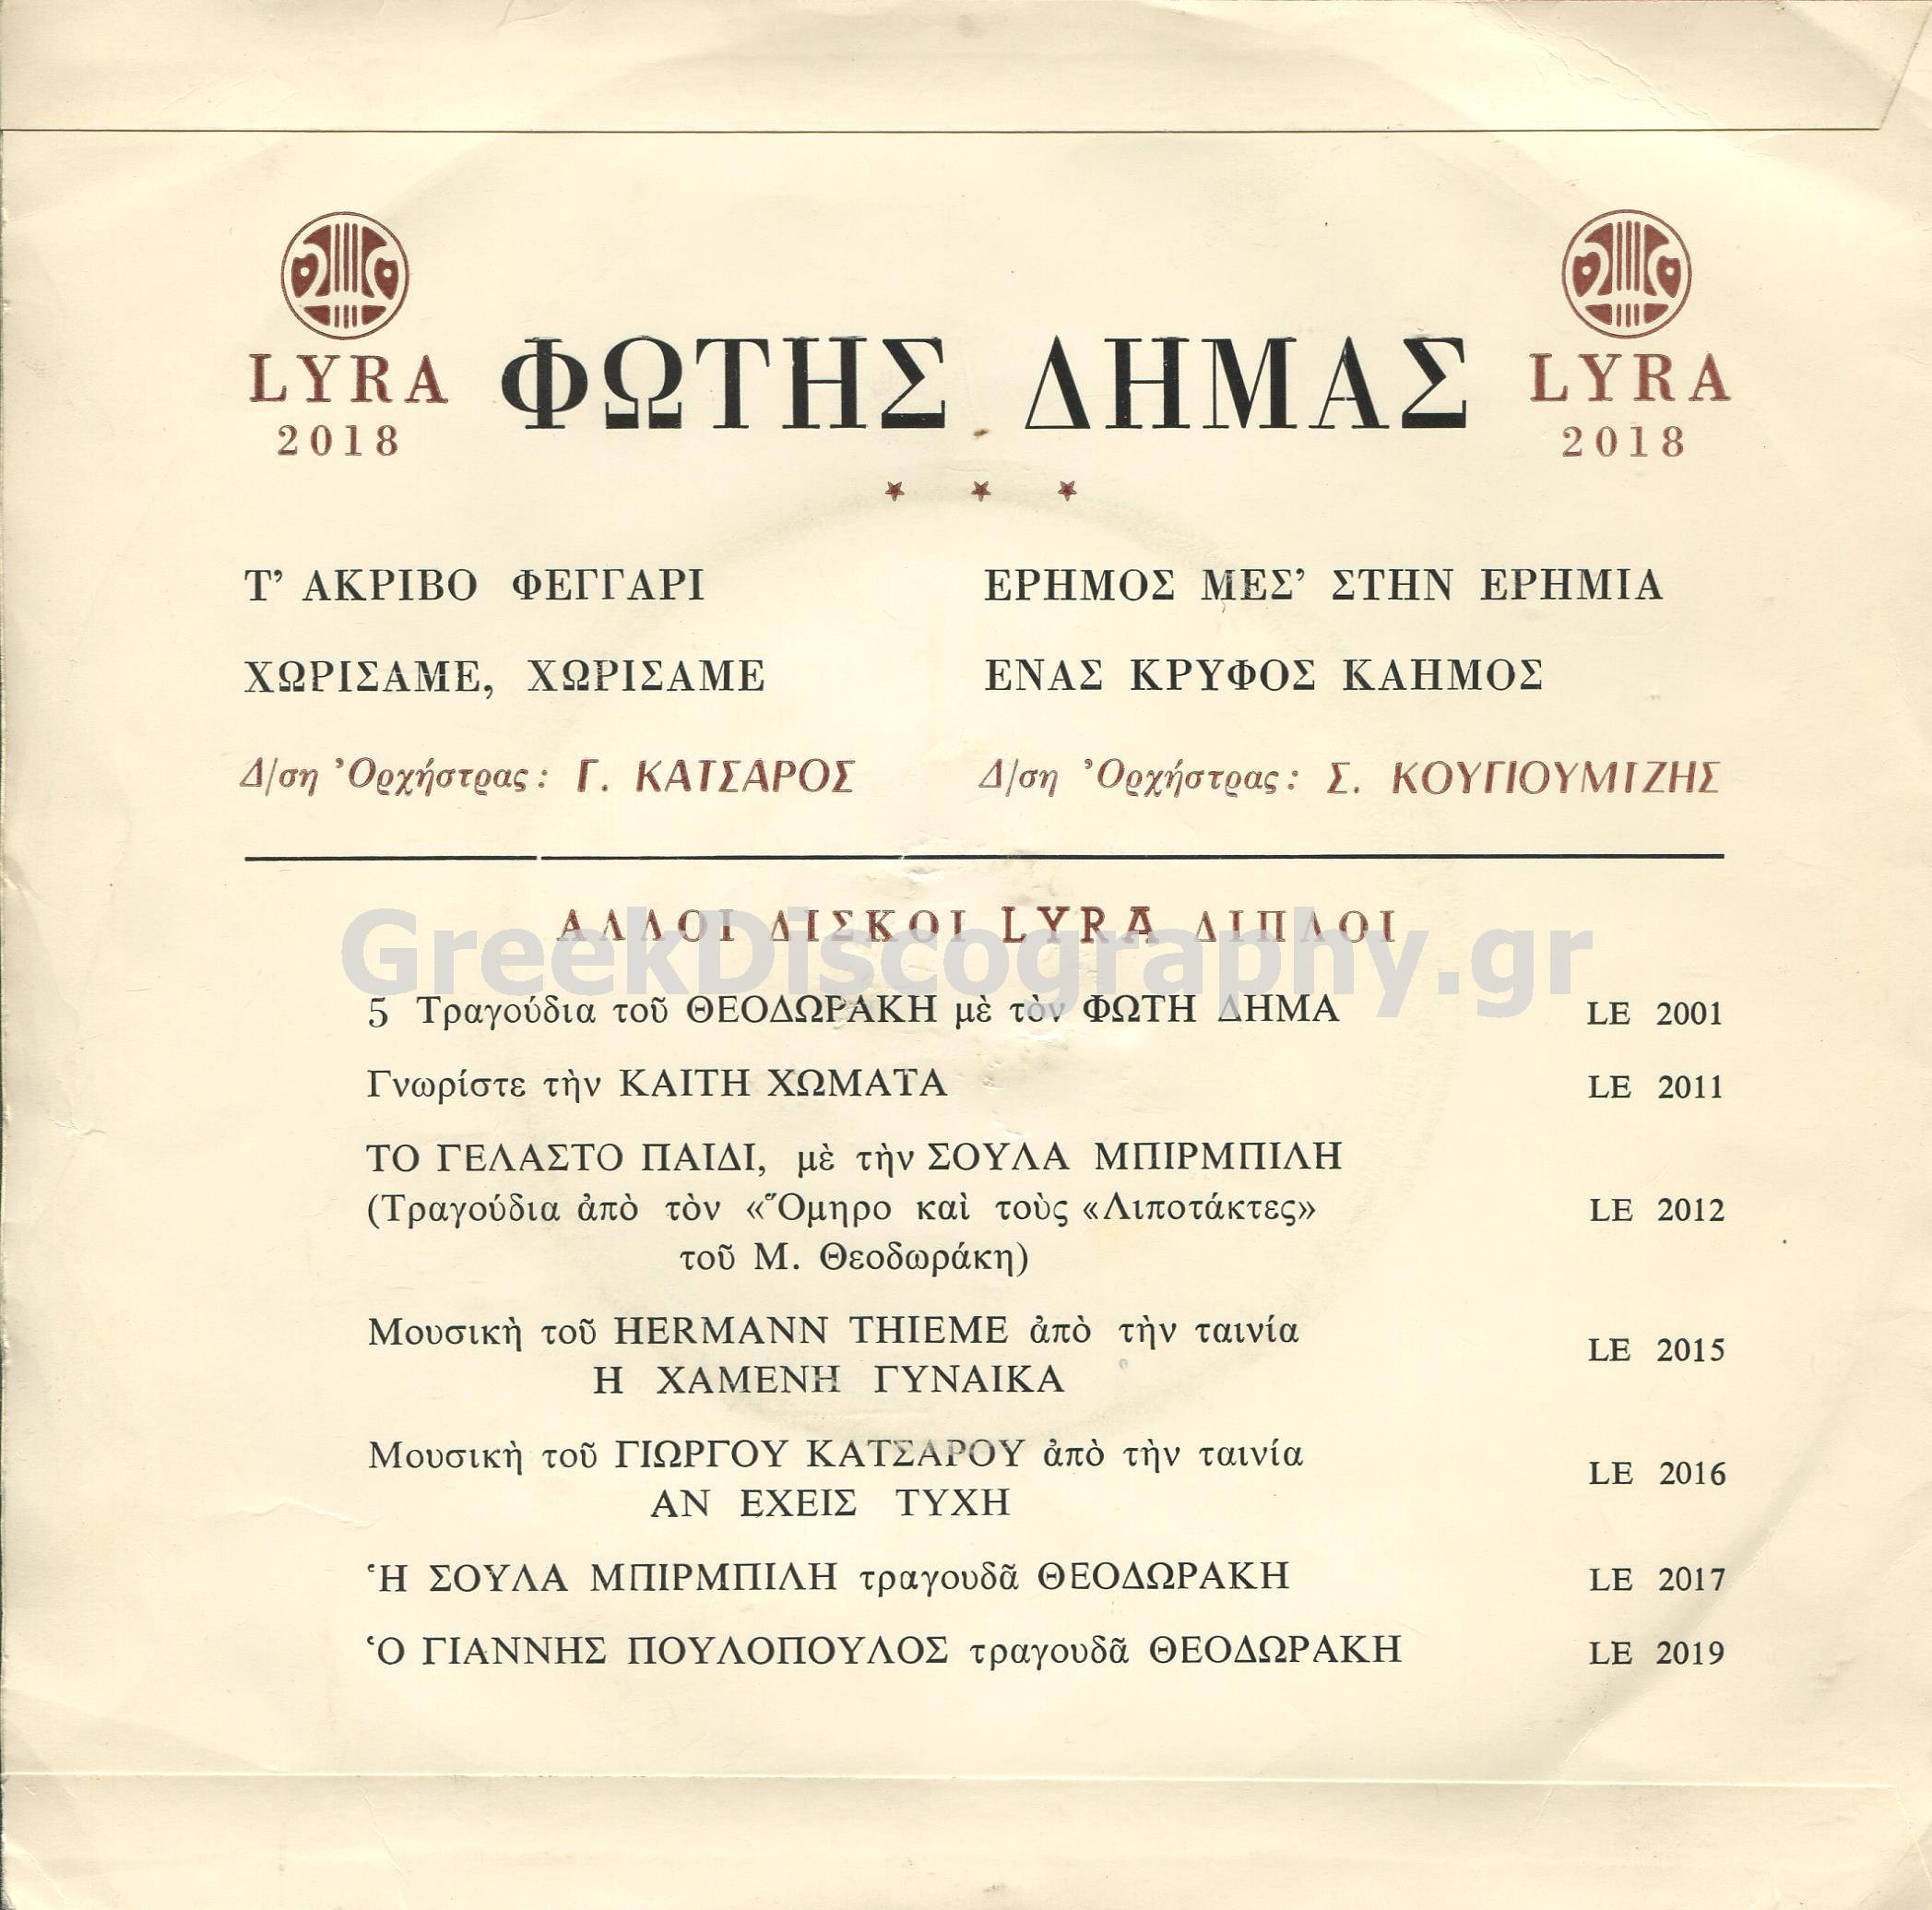 LYRA ΦΩΤΗΣ ΔΗΜΑΣ LYRA
2018 2018
Τ' ΑΚΡΙΒΟ ΦΕΓΓΑΡΙ
ΧΩΡΙΣΑΜΕ, ΧΩΡΙΣΑΜΕ
Δ/ση Ὀρχήστρας: Γ. ΚΑΤΣΑΡΟΣ
ΕΡΗΜΟΣ ΜΕΣ' ΣΤΗΝ ΕΡΗΜΙΑ
ΕΝΑΣ ΚΡΥΦΟΣ ΚΑΗΜΟΣ
Δ/ση Ὀρχήστρας: Σ. ΚΟΥΓΙΟΥΜΤΖΗΣ
ΑΛΛΟΙ ΔΙΣΚΟΙ LYRA ΔΙΠΛΟΙ
GreekDiscography.gr
5 Τραγούδια τοῦ ΘΕΟΔΩΡΑΚΗ μὲ τὸν ΦΩΤΗ ΔΗΜΑ LE 2001
Γνωρίστε τὴν ΚΑΙΤΗ ΧΩΜΑΤΑ LE 2011
ΤΟ ΓΕΛΑΣΤΟ ΠΑΙΔΙ, μὲ τὴν ΣΟΥΛΑ ΜΠΙΡΜΠΙΛΗ
(Τραγούδια ἀπὸ τὸν «Ὅμηρο καὶ τοὺς «Λιποτάκτες» LE 2012
τοῦ Μ. Θεοδωράκη)
Μουσικὴ τοῦ HERMANN THIEME ἀπὸ τὴν ταινία LE 2015
Η ΧΑΜΕΝΗ ΓΥΝΑΙΚΑ
Μουσικὴ τοῦ ΓΙΩΡΓΟΥ ΚΑΤΣΑΡΟΥ ἀπὸ τὴν ταινία LE 2016
ΑΝ ΕΧΕΙΣ ΤΥΧΗ
Ἡ ΣΟΥΛΑ ΜΠΙΡΜΠΙΛΗ τραγουδᾶ ΘΕΟΔΩΡΑΚΗ LE 2017
Ὁ ΓΙΑΝΝΗΣ ΠΟΥΛΟΠΟΥΛΟΣ τραγουδᾶ ΘΕΟΔΩΡΑΚΗ LE 2019